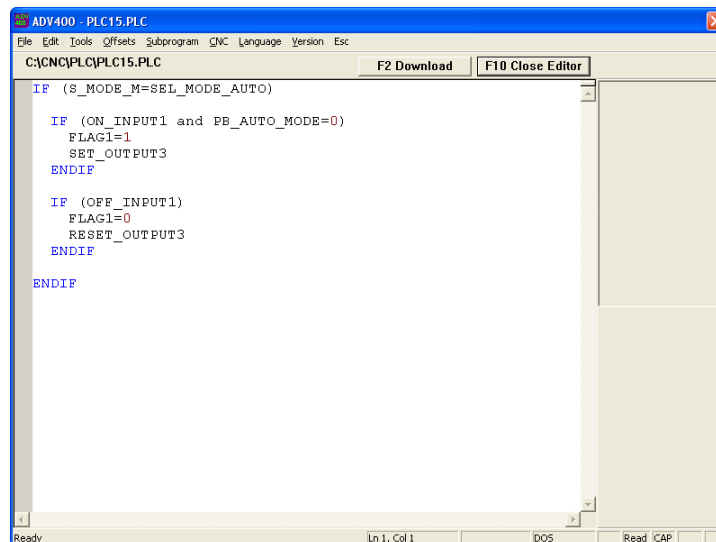 ADV400 - PLC15.PLC
File Edit Tools Offsets Subprogram CNC Language Version Esc
C:\CNC\PLC\PLC15.PLC F2 Download F10 Close Editor
IF (S_MODE_M=SEL_MODE_AUTO)
IF (ON_INPUT1 and PB_AUTO_MODE=0)
FLAG1=1
SET_OUTPUT3
ENDIF
IF (OFF_INPUT1)
FLAG1=0
RESET_OUTPUT3
ENDIF
ENDIF
Ready Ln 1, Col 1 DOS Read CAP